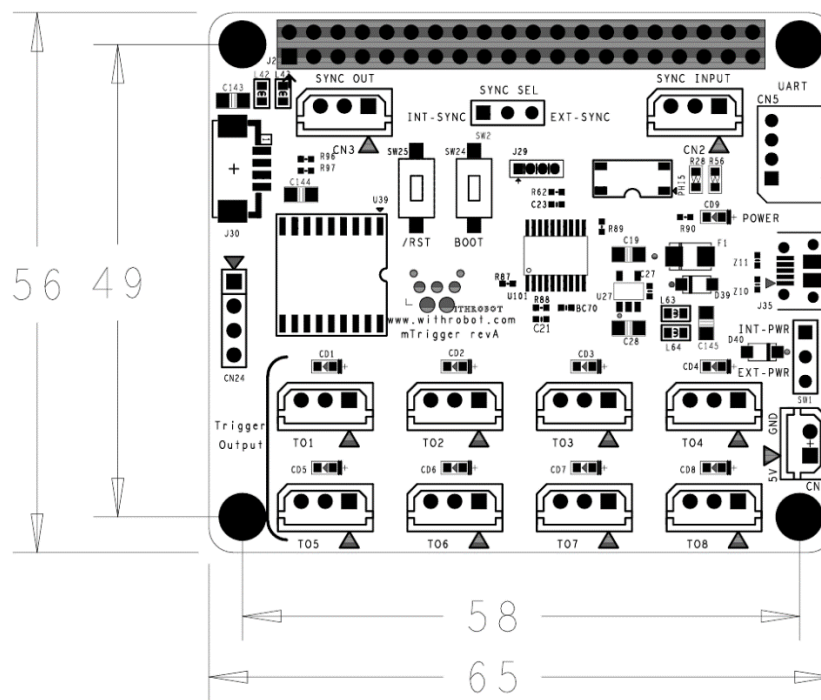 J2
L42 L43
C143
SYNC OUT
CN3
SYNC SEL
INT-SYNC
EXT-SYNC
SW2
SYNC INPUT
CN2
UART
CN5
J30
R96
R97
C144
U39
SW25
/RST
SW24
BOOT
J29
R62
C23
PH15
R28 R56
CD9
POWER
R90
R89
C19
F1
Z11
Z10
J35
D39
R87
U101
U27
C27
R88
C21
BC70
C28
L63
L64
C145
WITHROBOT
www.withrobot.com
mTrigger revA
INT-PWR
EXT-PWR
D40
SW1
CN24
56
49
Trigger
Output
CD1
CD2
CD3
CD4
TO1
TO2
TO3
TO4
GND
5V
CN
CD5
CD6
CD7
CD8
TO5
TO6
TO7
TO8
58
65